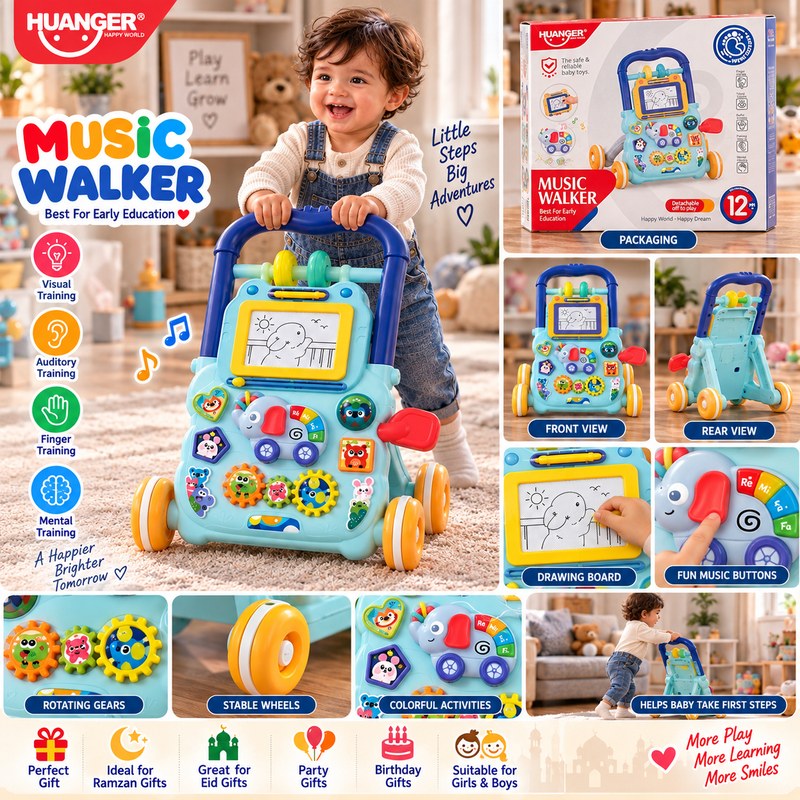 HUANGER®
HAPPY WORLD
Play
Learn
Grow
MUSiC
WALKER
Best For Early Education
Little
Steps
Big
Adventures
Visual
Training
Auditory
Training
Finger
Training
Mental
Training
A Happier
Brighter
Tomorrow
HUANGER
The safe &
reliable
baby toys.
MUSIC
WALKER
Best For Early
Education
Detachable
off to play
Happy World - Happy Dream
12
PACKAGING
FRONT VIEW
REAR VIEW
Ré
Mi
Fa
DRAWING BOARD
FUN MUSIC BUTTONS
ROTATING GEARS
STABLE WHEELS
COLORFUL ACTIVITIES
HELPS BABY TAKE FIRST STEPS
Perfect
Gift
Ideal for
Ramzan Gifts
Great for
Eid Gifts
Party
Gifts
Birthday
Gifts
Suitable for
Girls & Boys
More Play
More Learning
More Smiles